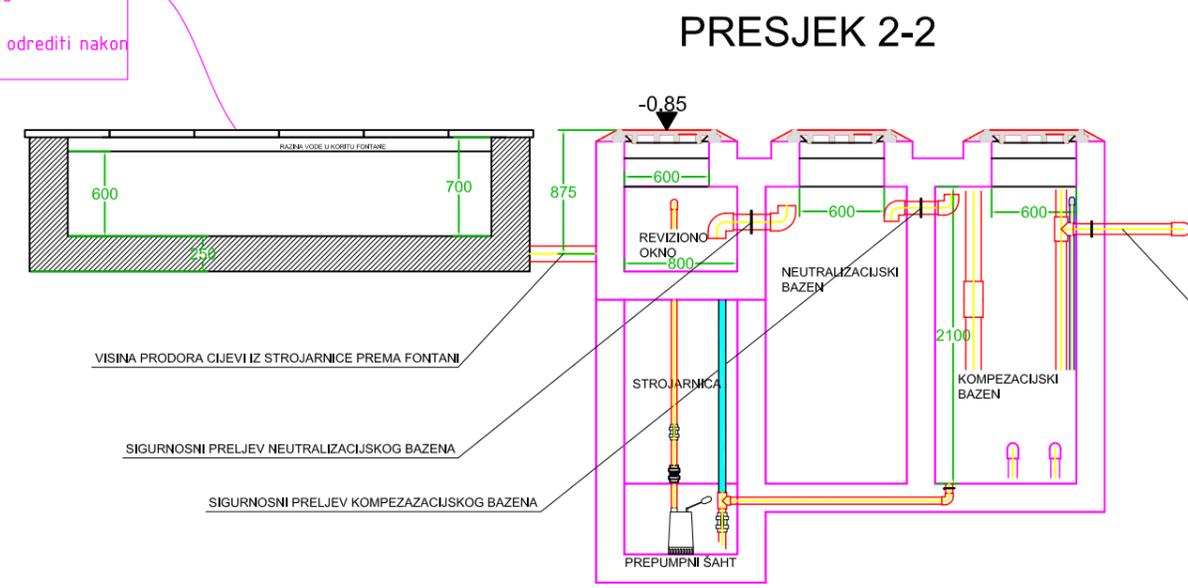 odrediti nakon
PRESJEK 2-2
-0.85
RAZINA VODE U KORITU FONTANE
600
700
250
875
600
REVIZIONO
OKNO
800
600
NEUTRALIZACIJSKI
BAZEN
600
2100
KOMPEZACIJSKI
BAZEN
VISINA PRODORA CIJEVI IZ STROJARNICE PREMA FONTANI
STROJARNICA
SIGURNOSNI PRELJEV NEUTRALIZACIJSKOG BAZENA
SIGURNOSNI PRELJEV KOMPEZAZACIJSKOG BAZENA
PREPUMPNI ŠAHT